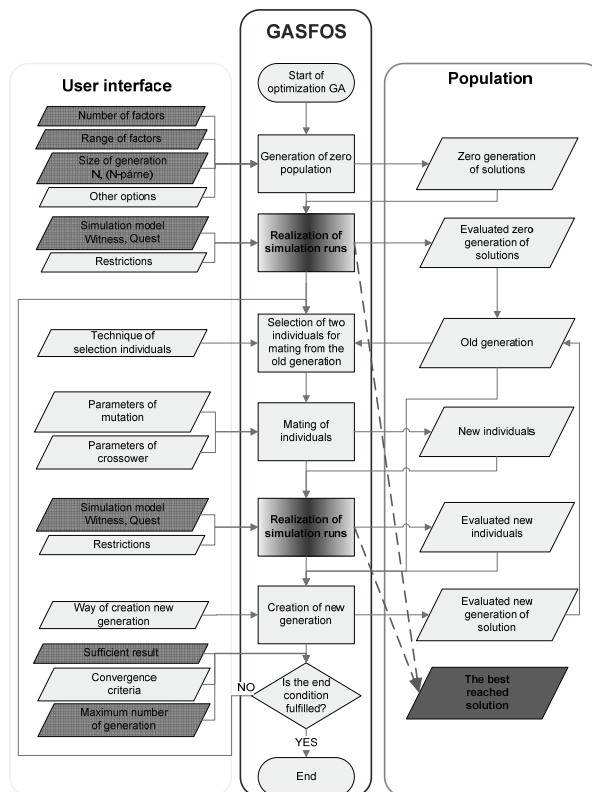 GASFOS
User interface
Population
Start of
optimization GA
Number of factors
Range of factors
Size of generation
N, (N-párne)
Other options
Generation of zero
population
Zero generation
of solutions
Simulation model
Witness, Quest
Restrictions
Realization of
simulation runs
Evaluated zero
generation of
solutions
Technique of
selection individuals
Selection of two
individuals for
mating from the
old generation
Old generation
Parameters of
mutation
Parameters of
crossower
Mating of
individuals
New individuals
Simulation model
Witness, Quest
Restrictions
Realization of
simulation runs
Evaluated new
individuals
Way of creation new
generation
Creation of new
generation
Evaluated new
generation of
solution
Sufficient result
Convergence
criteria
Maximum number
of generation
NO
Is the end
condition
fulfilled?
The best
reached
solution
YES
End